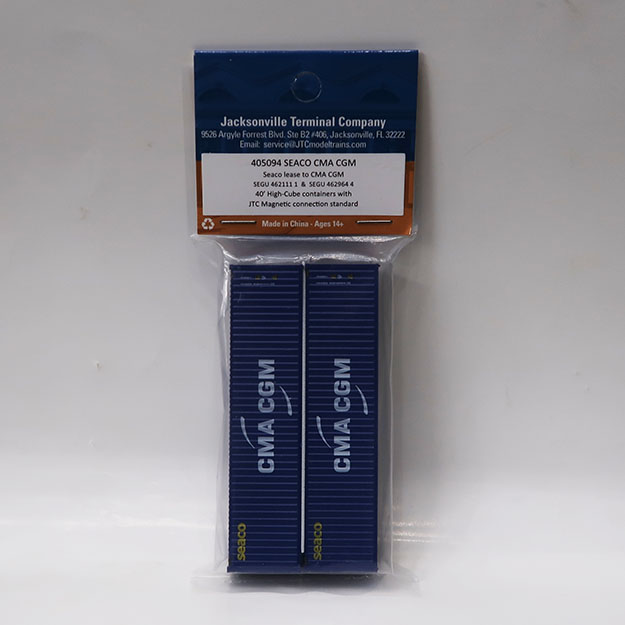 Jacksonville Terminal Company
9526 Argyle Forrest Blvd. Ste B2 #406, Jacksonville, FL 32222
Email: service@JTCmodeltrains.com
405094 SEACO CMA CGM
Seaco lease to CMA CGM
SEGU 462111 1 & SEGU 462964 4
40' High-Cube containers with
JTC Magnetic connection standard
Made in China - Ages 14+
CMA CGM
seaco
CMA CGM
seaco